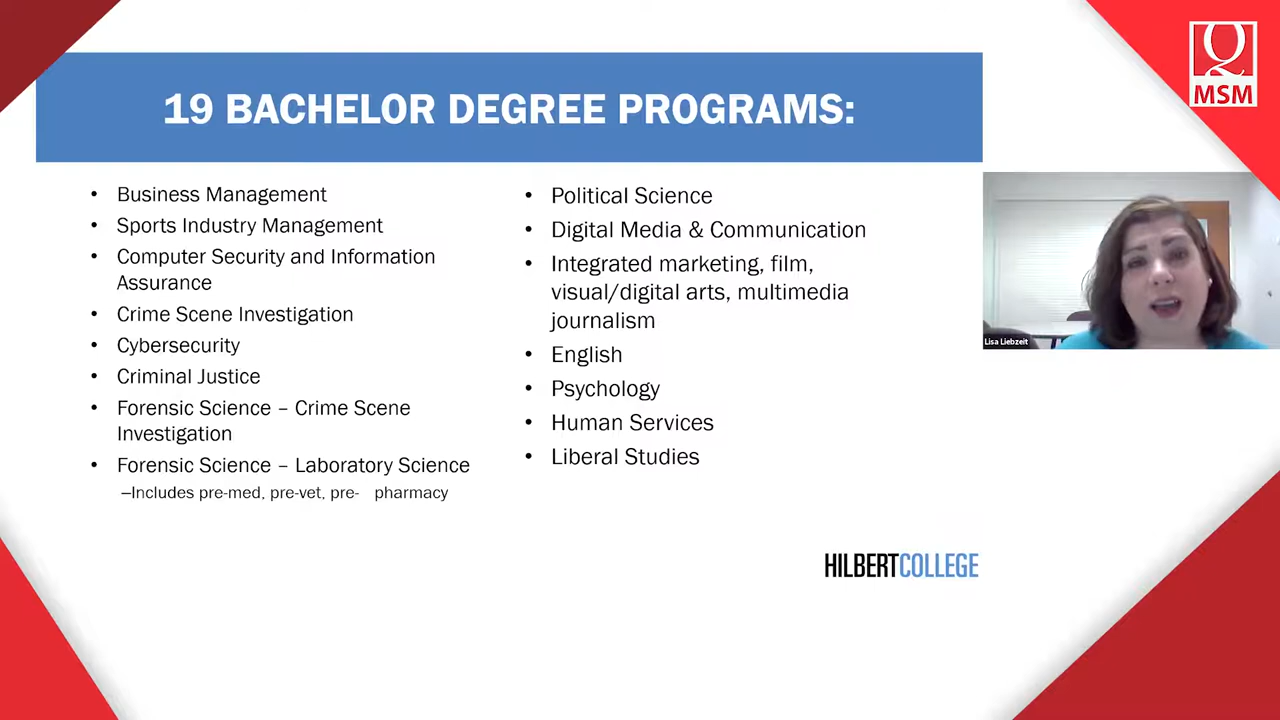 19 BACHELOR DEGREE PROGRAMS:
• Business Management
• Sports Industry Management
• Computer Security and Information
Assurance
• Crime Scene Investigation
• Cybersecurity
• Criminal Justice
• Forensic Science – Crime Scene
Investigation
• Forensic Science – Laboratory Science
–Includes pre-med, pre-vet, pre- pharmacy
• Political Science
• Digital Media & Communication
• Integrated marketing, film,
visual/digital arts, multimedia
journalism
• English
• Psychology
• Human Services
• Liberal Studies
HILBERTCOLLEGE
Q
MSM
Lisa Liebzeit